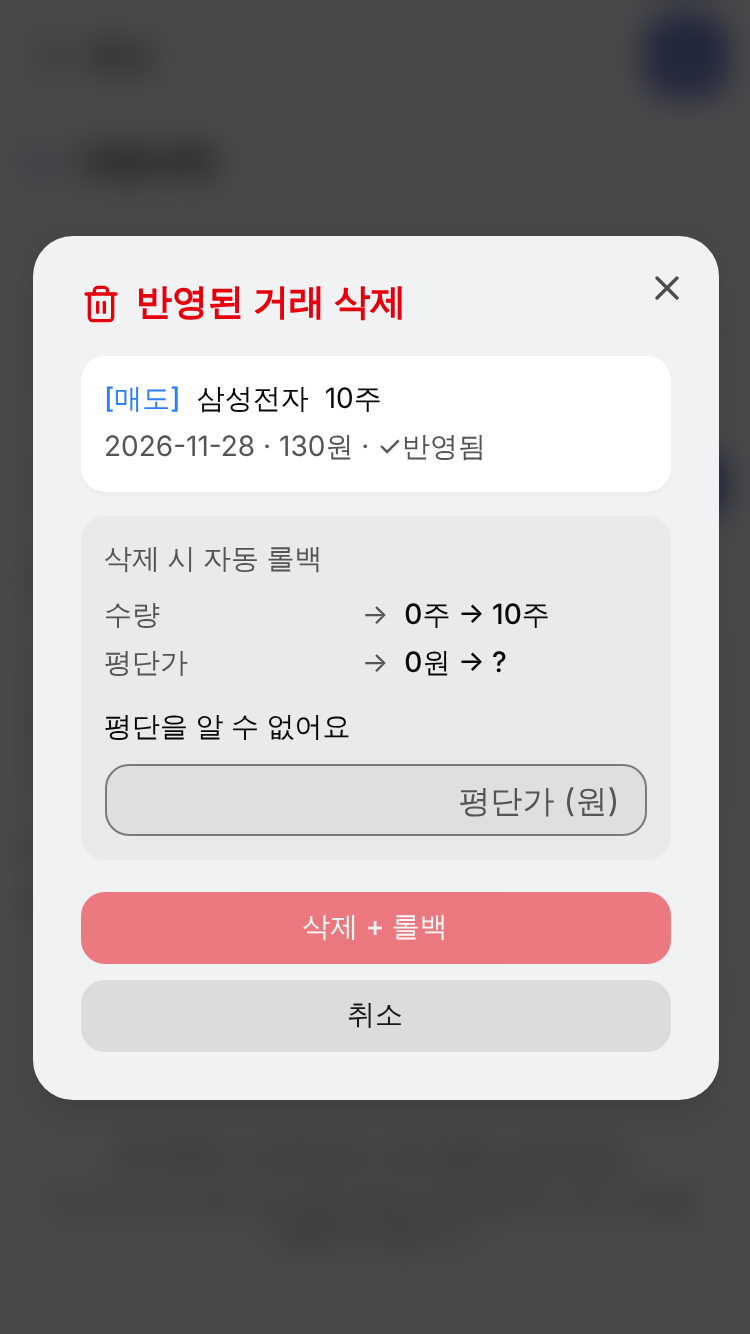 반영된 거래 삭제
[매도] 삼성전자 10주
2026-11-28 · 130원 · ✓반영됨
삭제 시 자동 롤백
수량 → 0주 → 10주
평단가 → 0원 → ?
평단을 알 수 없어요
평단가 (원)
삭제 + 롤백
취소